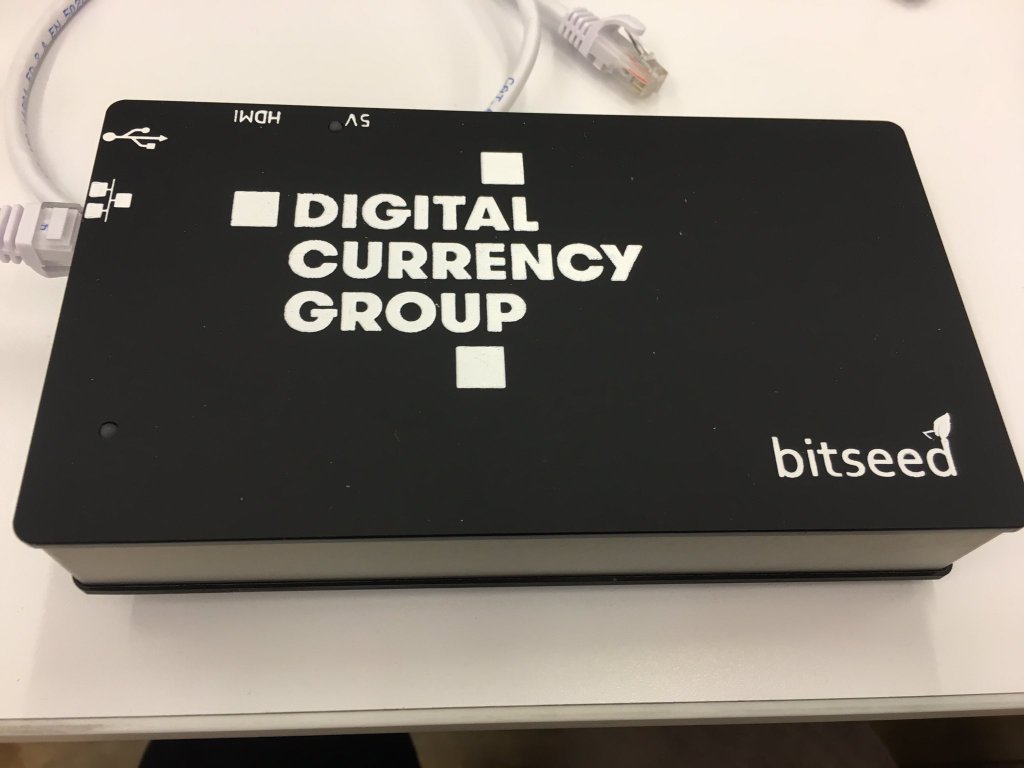 HDMI
5V
DIGITAL
CURRENCY
GROUP
bitseed